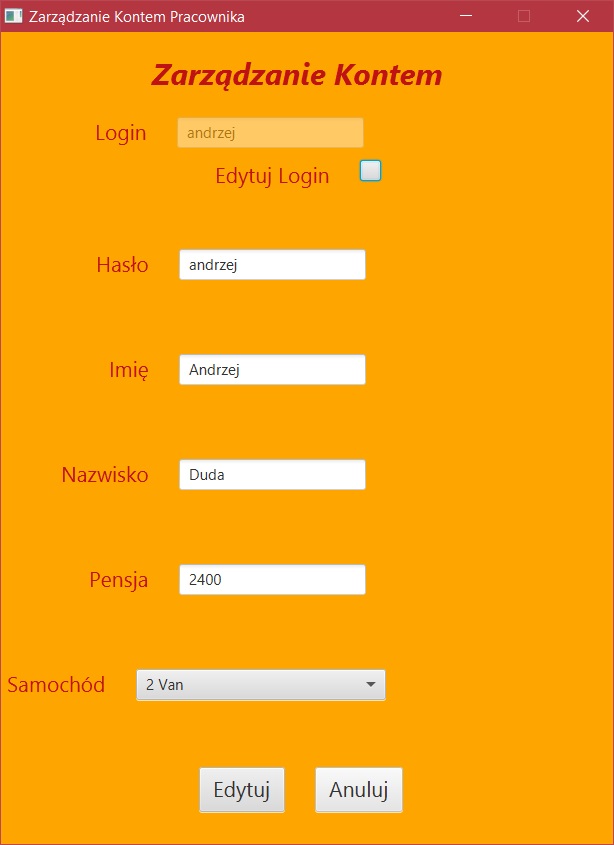 Zarządzanie Kontem Pracownika
Zarządzanie Kontem
Login andrzej
Edytuj Login
Hasło andrzej
Imię Andrzej
Nazwisko Duda
Pensja 2400
Samochód 2 Van
Edytuj Anuluj